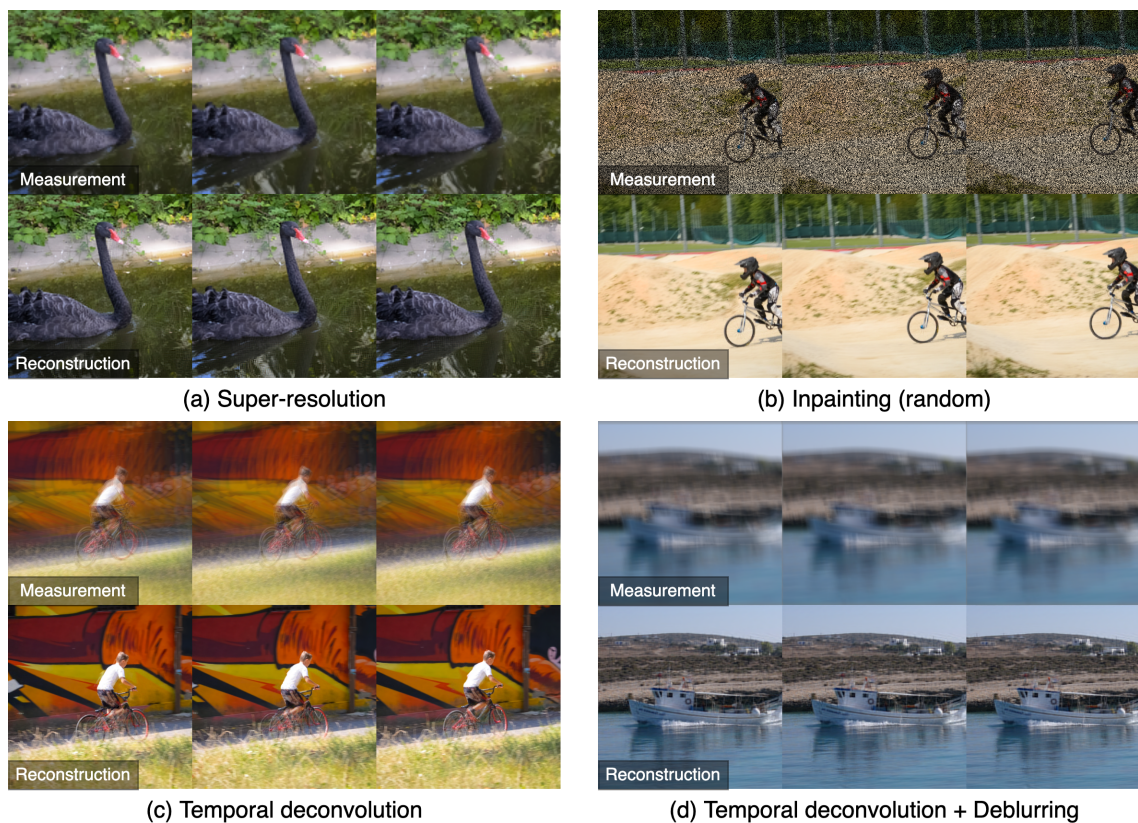 Measurement
Reconstruction
(a) Super-resolution
Measurement
Reconstruction
(b) Inpainting (random)
Measurement
Reconstruction
(c) Temporal deconvolution
Measurement
Reconstruction
(d) Temporal deconvolution + Deblurring